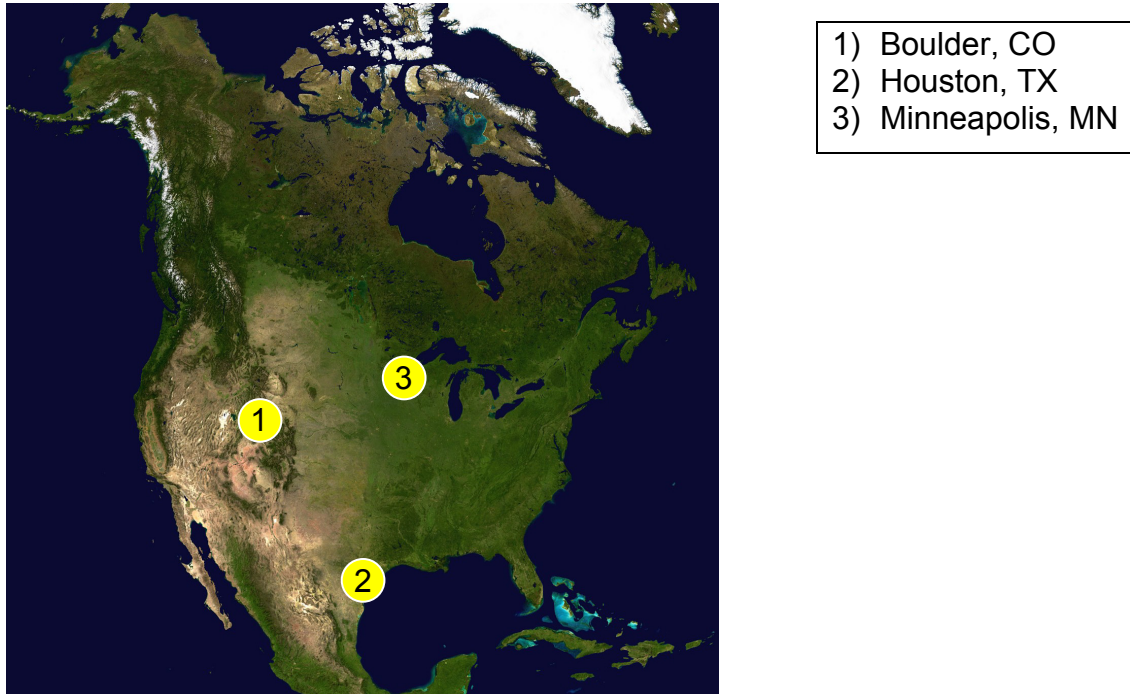 1) Boulder, CO
2) Houston, TX
3) Minneapolis, MN
3
1
2